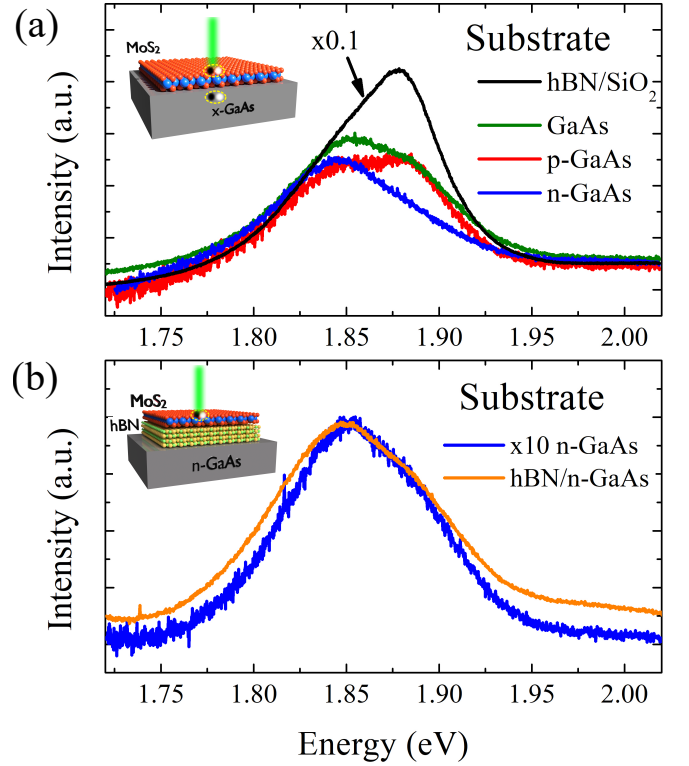 (a)
MoS2
x-GaAs
x0.1
Substrate
hBN/SiO2
GaAs
p-GaAs
n-GaAs
Intensity (a.u.)
1.75 1.80 1.85 1.90 1.95 2.00
(b)
MoS2
hBN
n-GaAs
Substrate
x10 n-GaAs
hBN/n-GaAs
Intensity (a.u.)
1.75 1.80 1.85 1.90 1.95 2.00
Energy (eV)